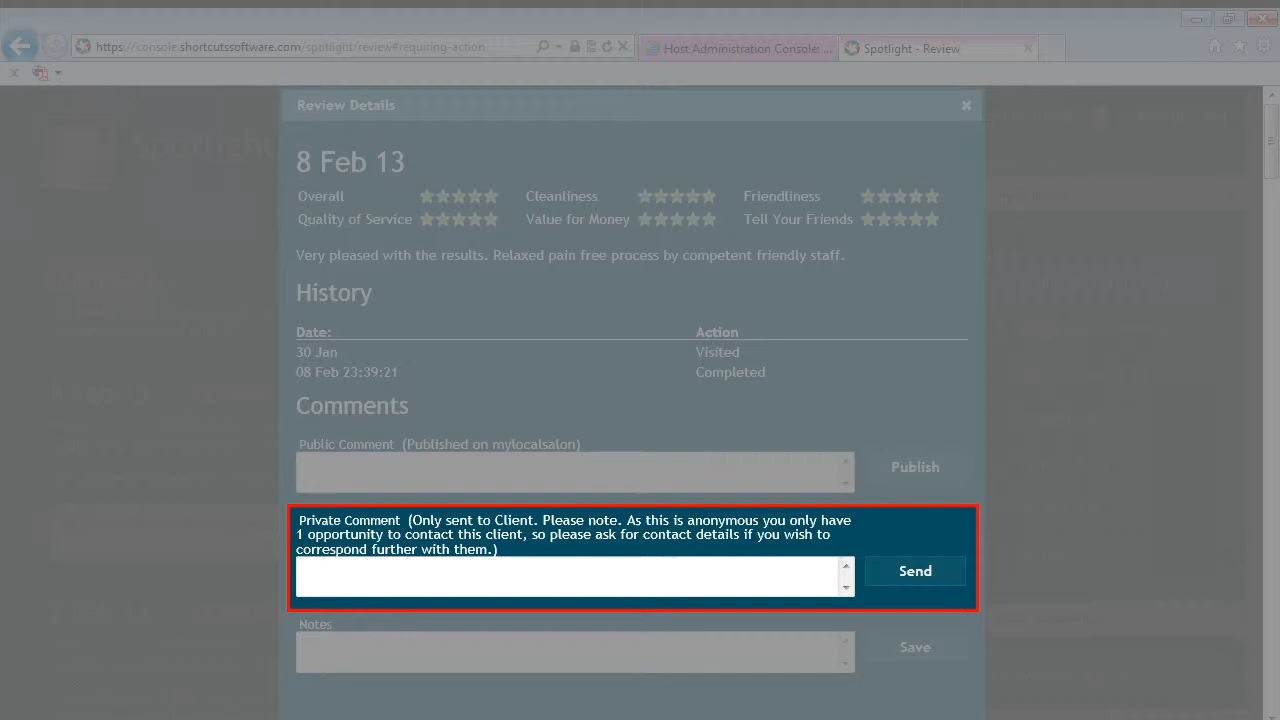 https://console.shortcutssoftware.com/spotlight/review#requiring-action
Host Administration Console: ...
Spotlight - Review
Spotlight
Review Details
8 Feb 13
Overall Cleanliness Friendliness
Quality of Service Value for Money Tell Your Friends
Very pleased with the results. Relaxed pain free process by competent friendly staff.
History
Date: Action
30 Jan Visited
08 Feb 23:39:21 Completed
Comments
Public Comment (Published on mylocalsalon)
Publish
Private Comment (Only sent to Client. Please note. As this is anonymous you only have
1 opportunity to contact this client, so please ask for contact details if you wish to
correspond further with them.)
Send
Notes
Save